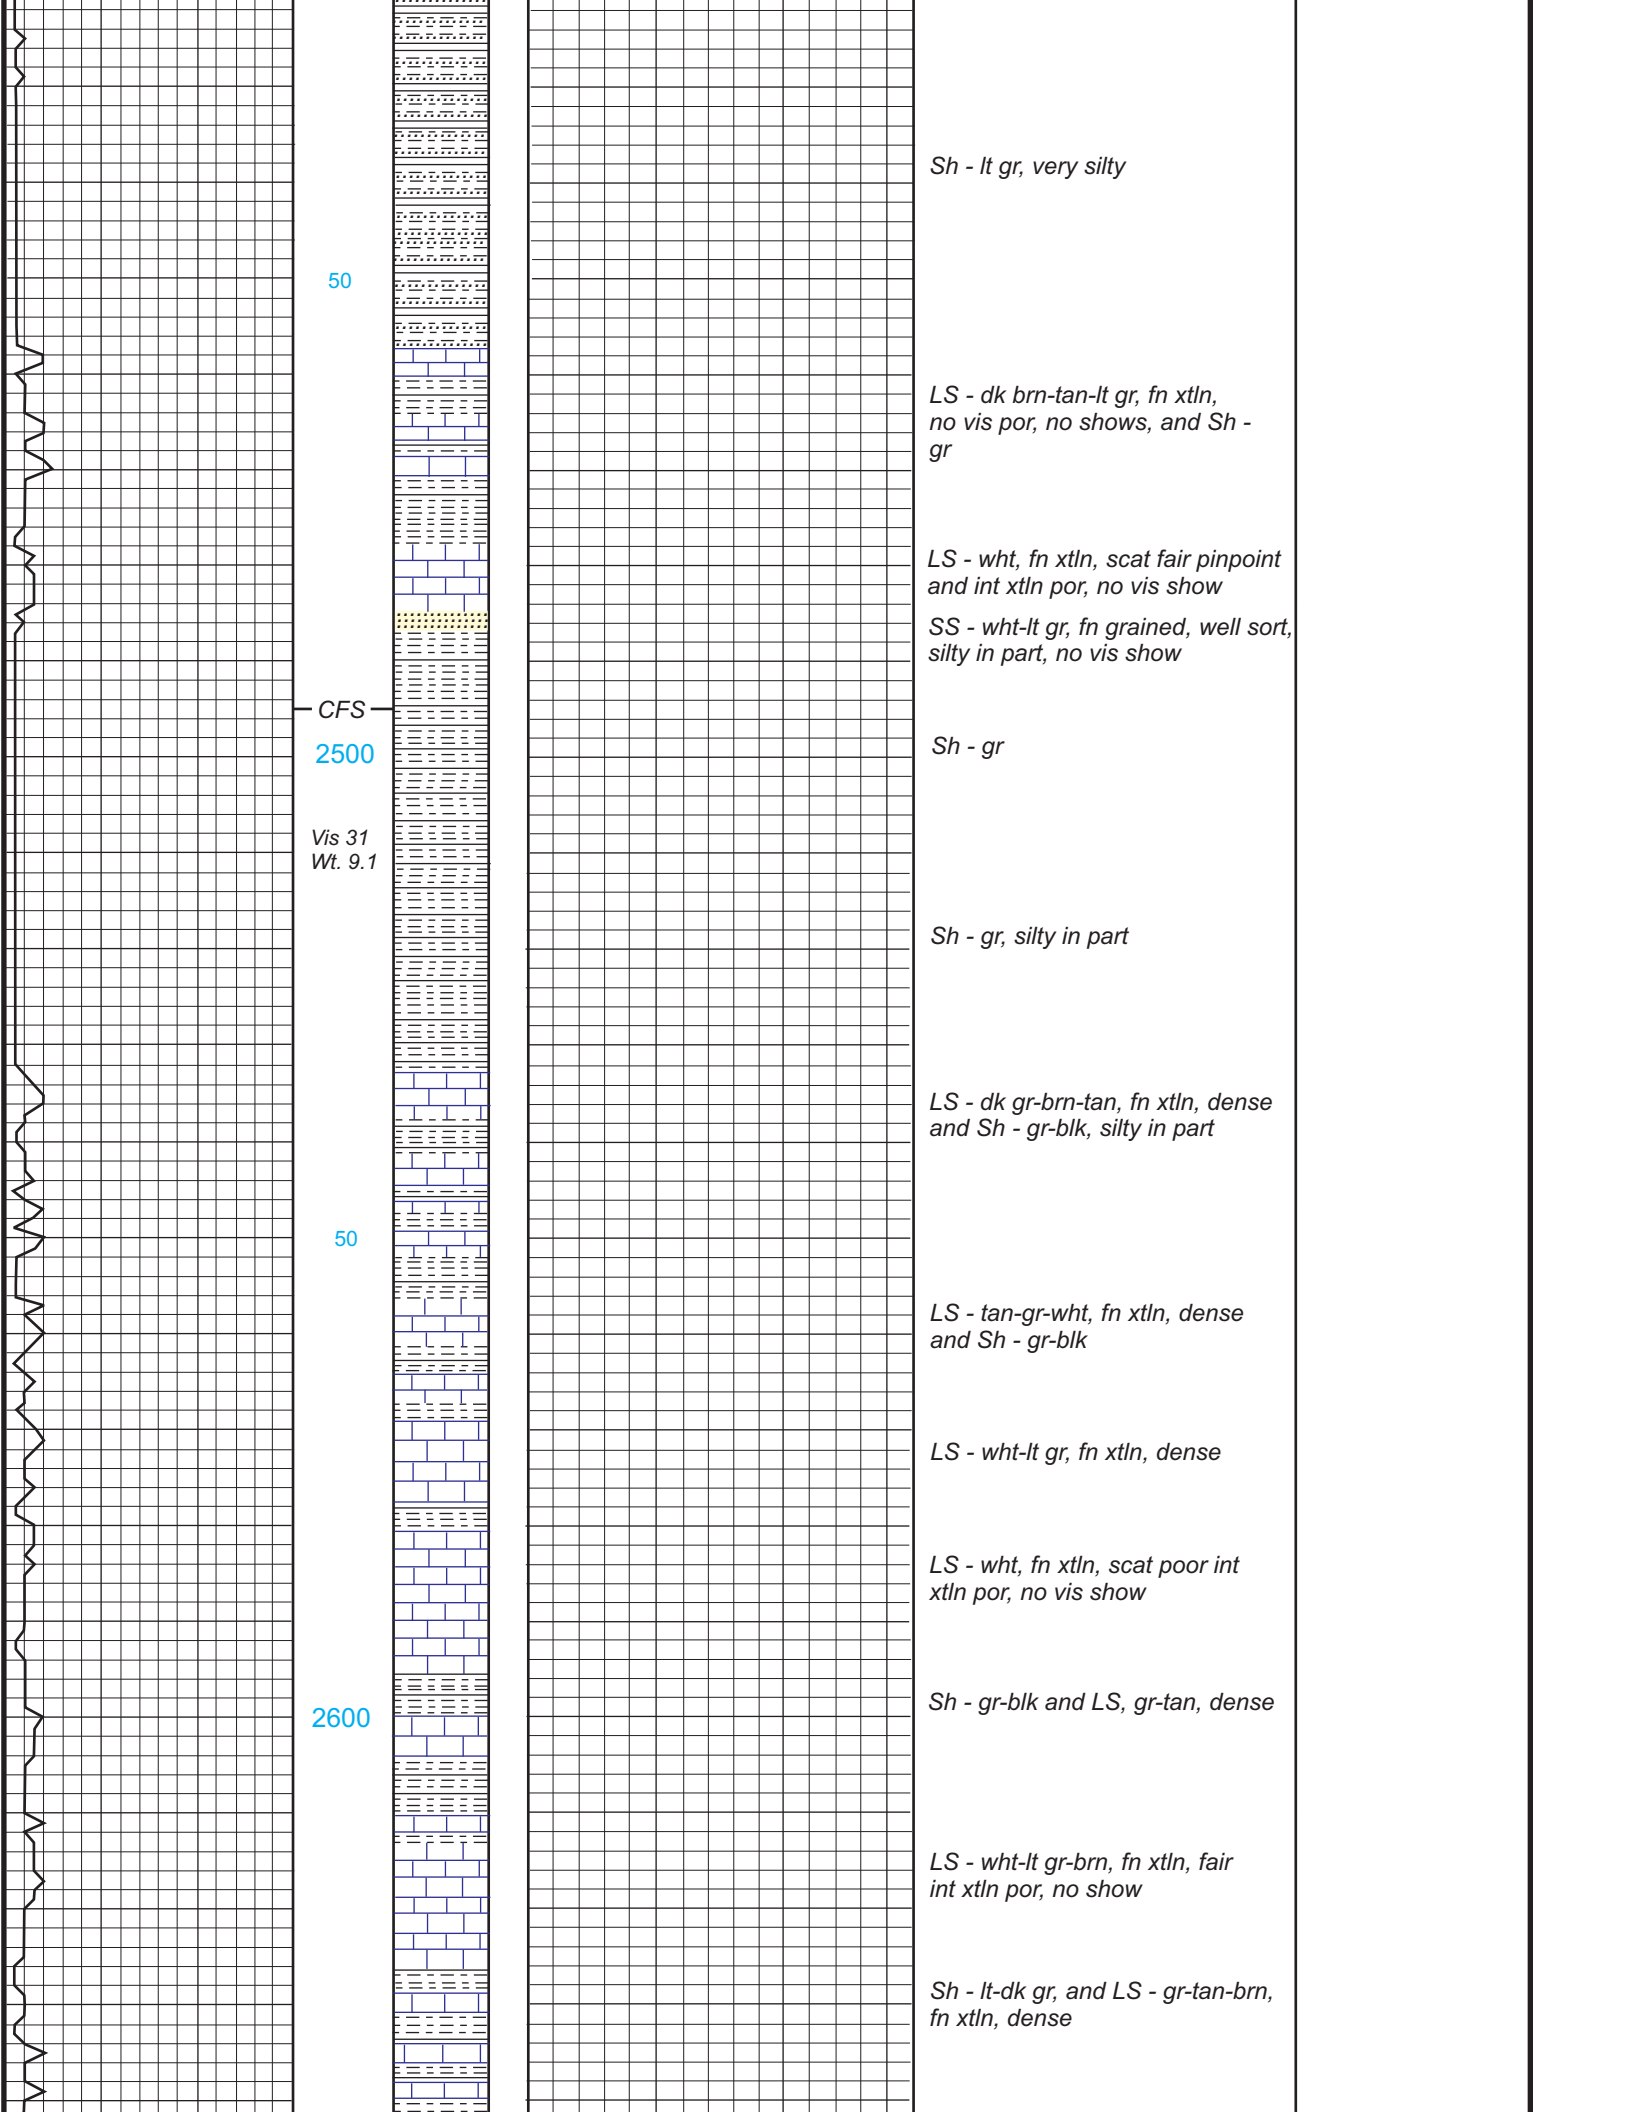 Sh - lt gr, very silty
50
LS - dk brn-tan-lt gr, fn xtln,
no vis por, no shows, and Sh -
gr
LS - wht, fn xtln, scat fair pinpoint
and int xtln por, no vis show
SS - wht-lt gr, fn grained, well sort,
silty in part, no vis show
CFS
2500
Sh - gr
Vis 31
Wt. 9.1
Sh - gr, silty in part
LS - dk gr-brn-tan, fn xtln, dense
and Sh - gr-blk, silty in part
50
LS - tan-gr-wht, fn xtln, dense
and Sh - gr-blk
LS - wht-lt gr, fn xtln, dense
LS - wht, fn xtln, scat poor int
xtln por, no vis show
Sh - gr-blk and LS, gr-tan, dense
2600
LS - wht-lt gr-brn, fn xtln, fair
int xtln por, no show
Sh - lt-dk gr, and LS - gr-tan-brn,
fn xtln, dense